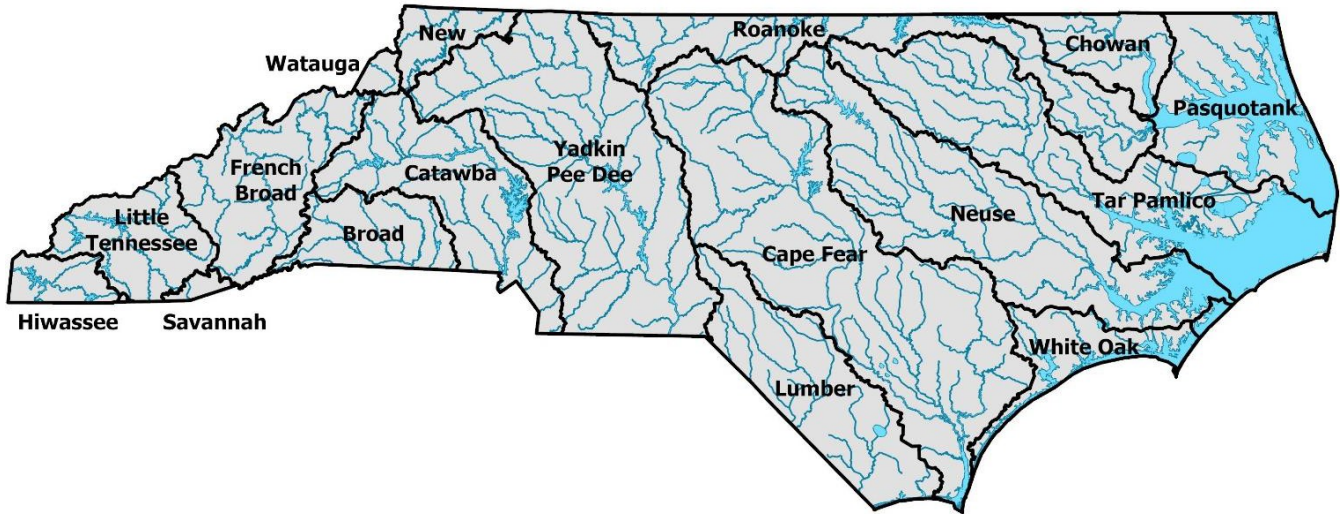 New
Roanoke
Chowan
Watauga
Pasquotank
Yadkin
Pee Dee
French
Broad
Catawba
Tar Pamlico
Little
Tennessee
Neuse
Broad
Cape Fear
Hiwassee
Savannah
White Oak
Lumber